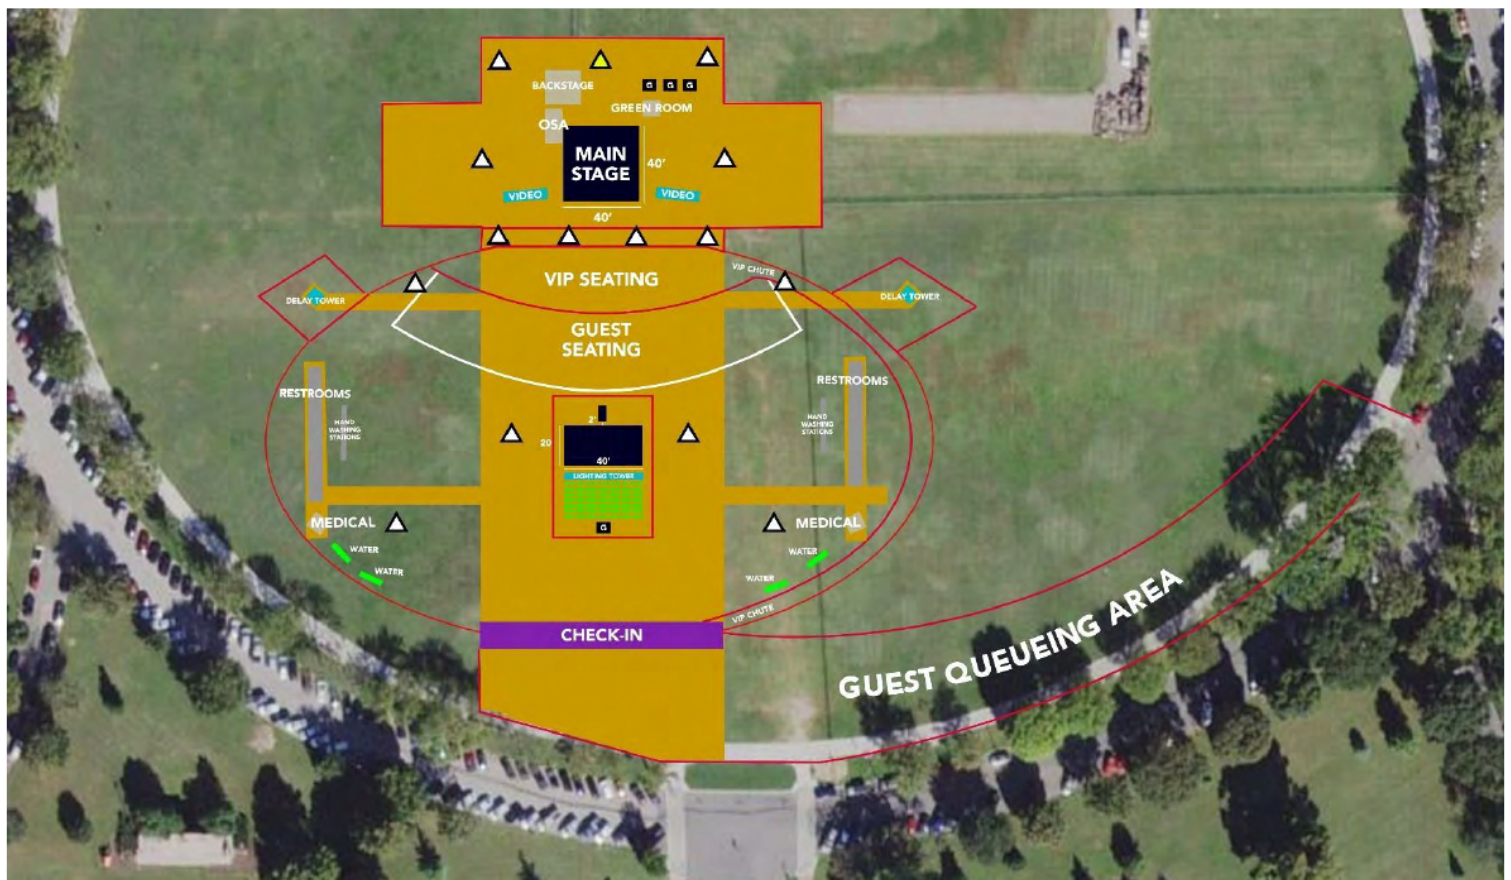 BACKSTAGE
G G G
GREEN ROOM
OSA
MAIN
STAGE
40'
VIDEO
VIDEO
40'
VIP SEATING
VIP CHUTE
DELAY TOWER
DELAY TOWER
GUEST
SEATING
RESTROOMS
RESTROOMS
HAND
WASHING
STATIONS
HAND
WASHING
STATIONS
2'
20
40'
LIGHTING TOWER
G
MEDICAL
MEDICAL
WATER
WATER
WATER
WATER
VIP CHUTE
CHECK-IN
GUEST QUEUEING AREA